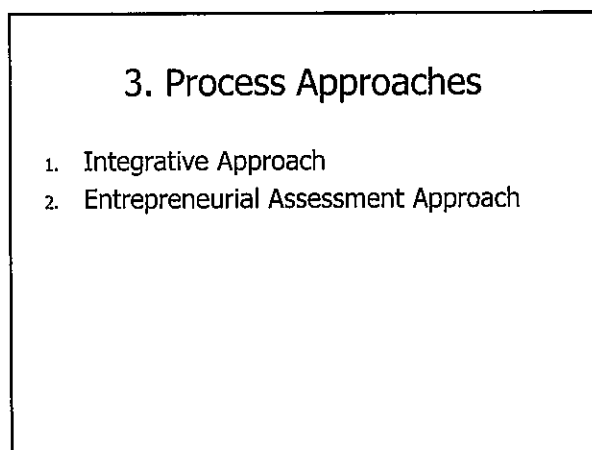 3. Process Approaches
1. Integrative Approach
2. Entrepreneurial Assessment Approach